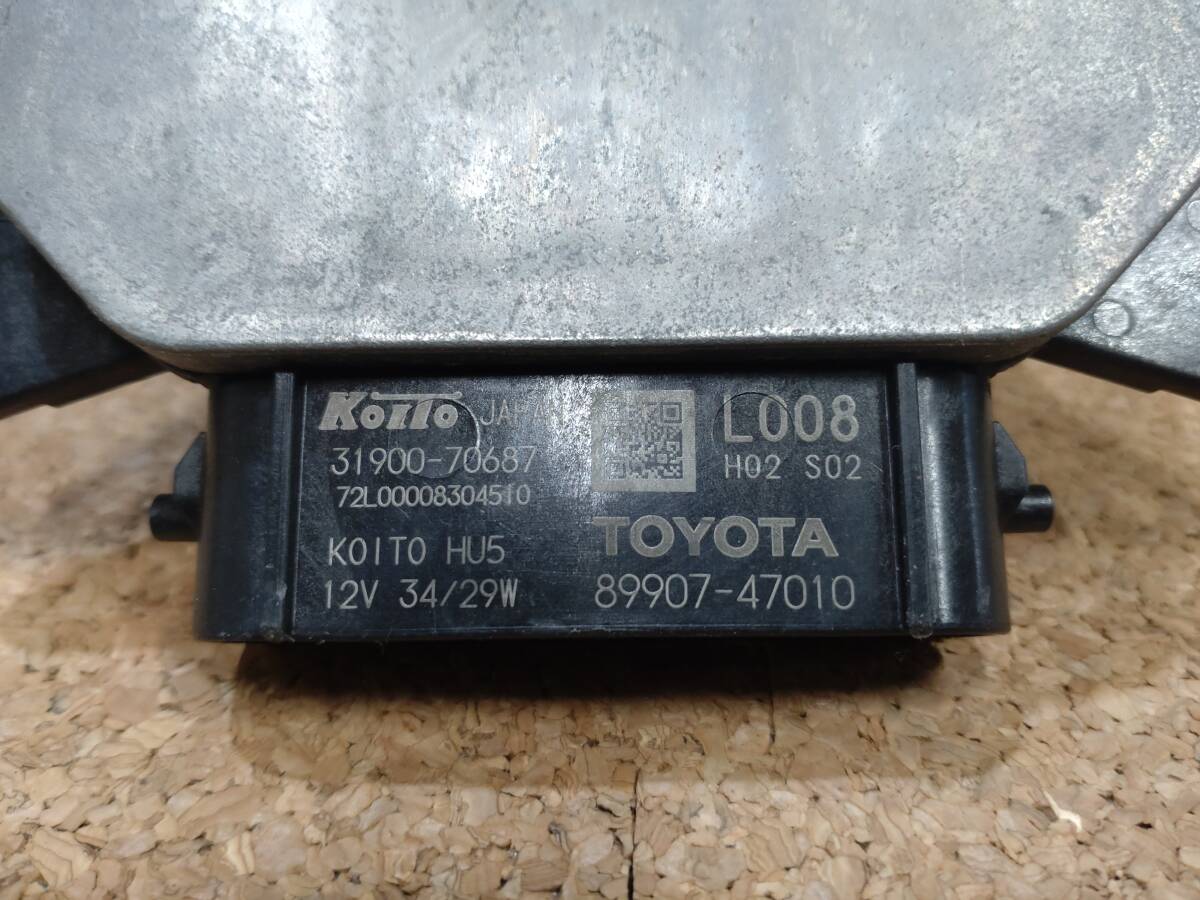 Koito JAPAN
31900-70687
72L00008304510
KOITO HU5
12V 34/29W
L008
H02 S02
TOYOTA
89907-47010